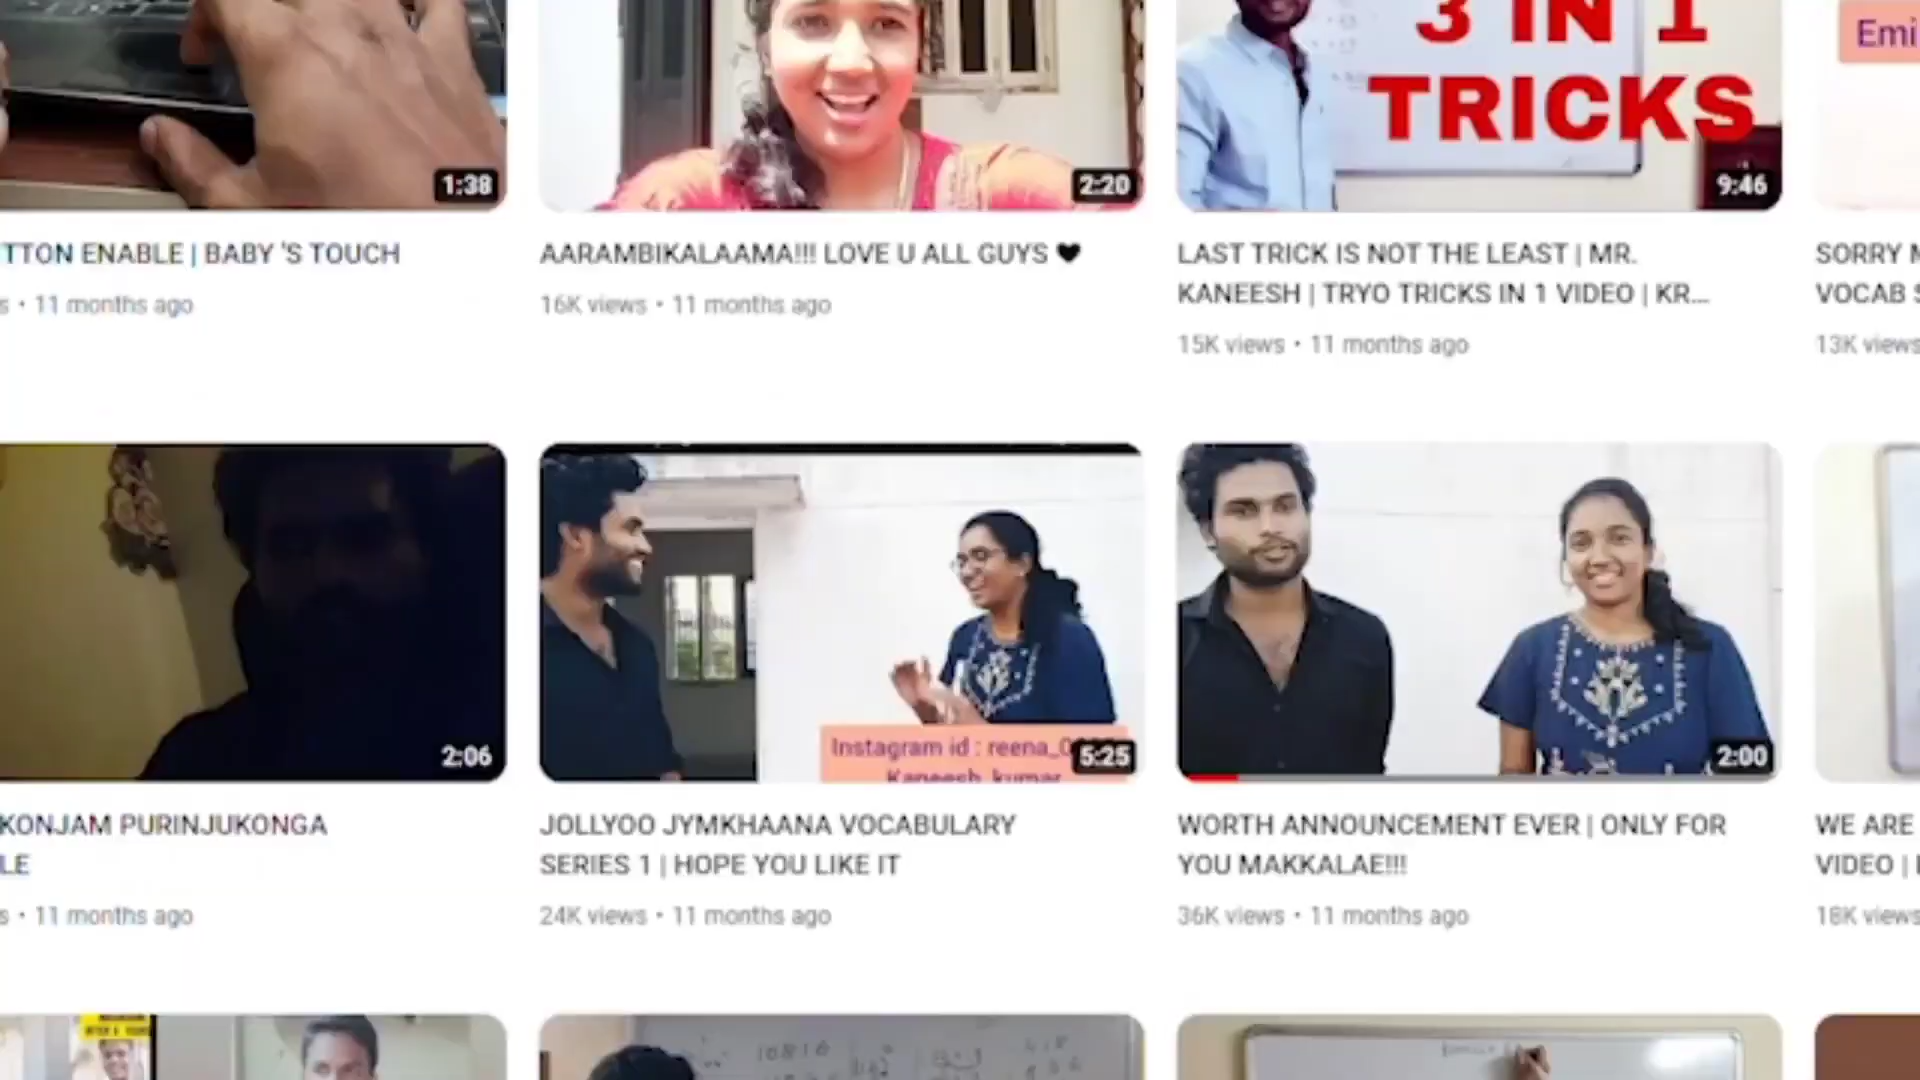 3 IN 1
TRICKS
Emi
1:38
2:20
9:46
TTON ENABLE | BABY 'S TOUCH
s • 11 months ago
AARAMBIKALAAMA!!! LOVE U ALL GUYS 🖤
16K views • 11 months ago
LAST TRICK IS NOT THE LEAST | MR.
KANEESH | TRYO TRICKS IN 1 VIDEO | KR...
15K views • 11 months ago
SORRY
VOCAB
13K views
2:06
Instagram id : reena_
Kaneesh_kumar
5:25
2:00
KONJAM PURINJUKONGA
LE
s • 11 months ago
JOLLYOO JYMKHAANA VOCABULARY
SERIES 1 | HOPE YOU LIKE IT
24K views • 11 months ago
WORTH ANNOUNCEMENT EVER | ONLY FOR
YOU MAKKALAE!!!
36K views • 11 months ago
WE ARE
VIDEO |
18K views